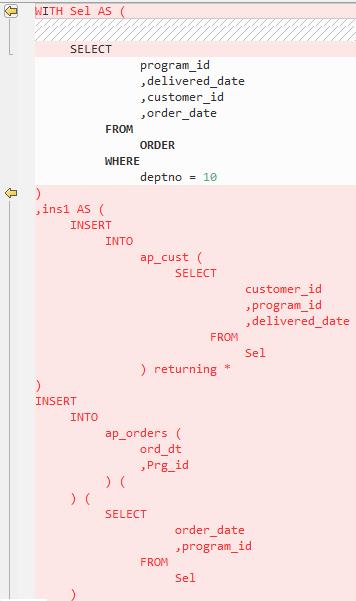 WITH Sel AS (
SELECT
program_id
,delivered_date
,customer_id
,order_date
FROM
ORDER
WHERE
deptno = 10
)
,ins1 AS (
INSERT
INTO
ap_cust (
SELECT
customer_id
,program_id
,delivered_date
FROM
Sel
) returning *
)
INSERT
INTO
ap_orders (
ord_dt
,Prg_id
) (
) (
SELECT
order_date
,program_id
FROM
Sel
)